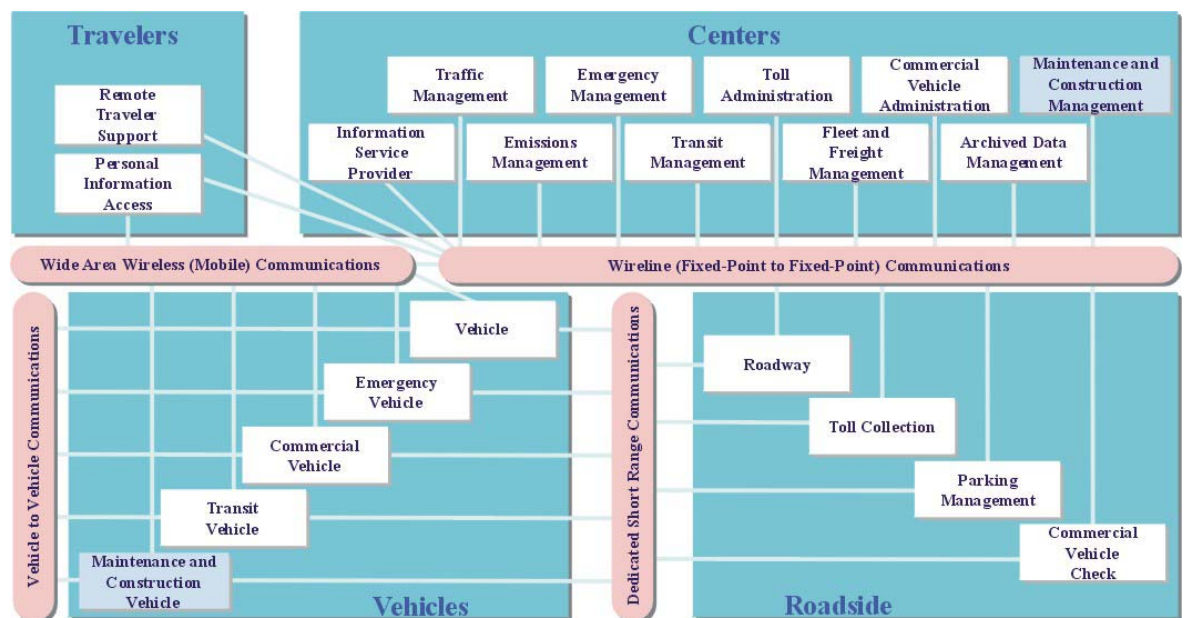 Travelers
Remote
Traveler
Support
Personal
Information
Access
Centers
Traffic
Management
Emergency
Management
Toll
Administration
Commercial
Vehicle
Administration
Maintenance and
Construction
Management
Information
Service
Provider
Emissions
Management
Transit
Management
Fleet and
Freight
Management
Archived Data
Management
Wide Area Wireless (Mobile) Communications
Wireline (Fixed-Point to Fixed-Point) Communications
Vehicle to Vehicle Communications
Vehicle
Emergency
Vehicle
Commercial
Vehicle
Transit
Vehicle
Maintenance and
Construction
Vehicle
Vehicles
Dedicated Short Range Communications
Roadway
Toll Collection
Parking
Management
Commercial
Vehicle
Check
Roadside